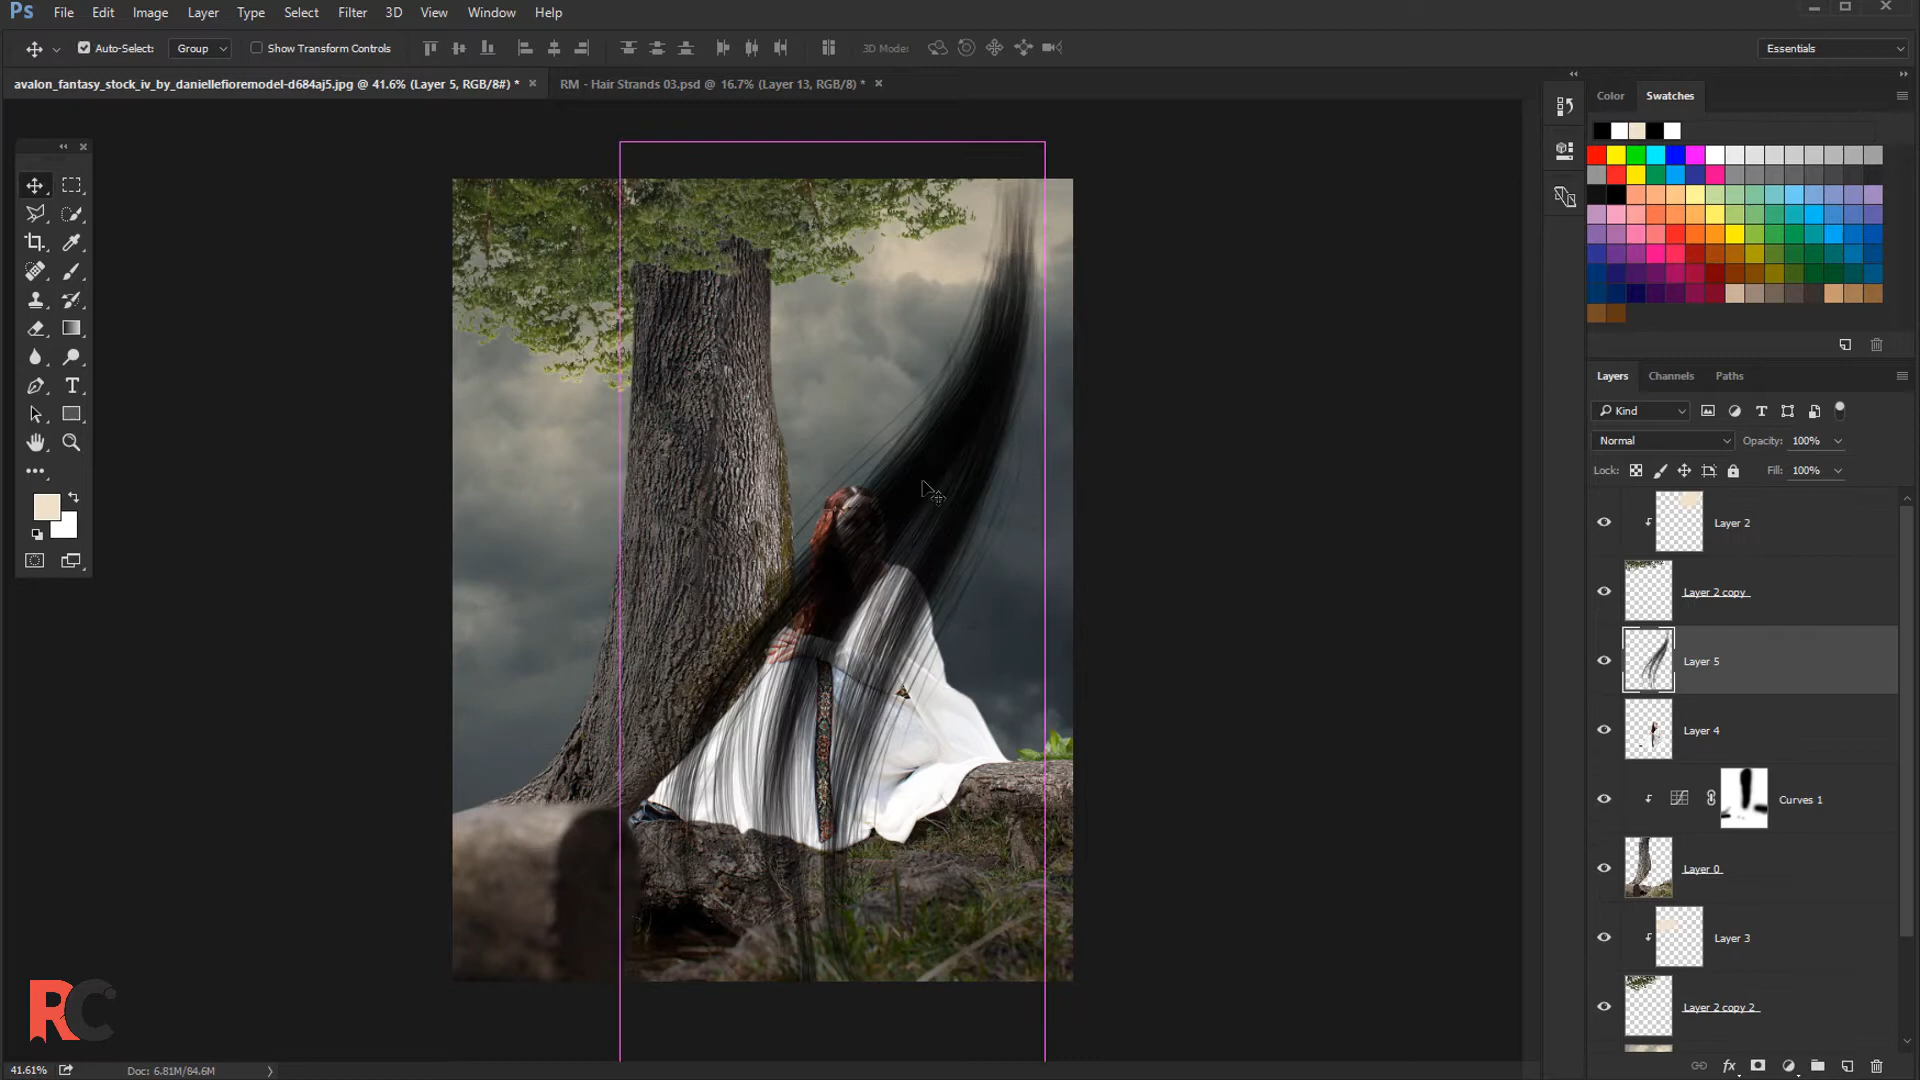 Ps File Edit Image Layer Type Select Filter 3D View Window Help
Auto-Select: Group Show Transform Controls 3D Mode: Essentials
avalon_fantasy_stock_iv_by_daniellefioremodel-d684aj5.jpg @ 41.6% (Layer 5, RGB/8#) * RM - Hair Strands 03.psd @ 16.7% (Layer 13, RGB/8) *
Color Swatches
Layers Channels Paths
Kind
Normal Opacity: 100%
Lock: Fill: 100%
Layer 2
Layer 2 copy
Layer 5
Layer 4
Curves 1
Layer 0
Layer 3
Layer 2 copy 2
RC
41.61% Doc: 6.81M/84.6M
fx